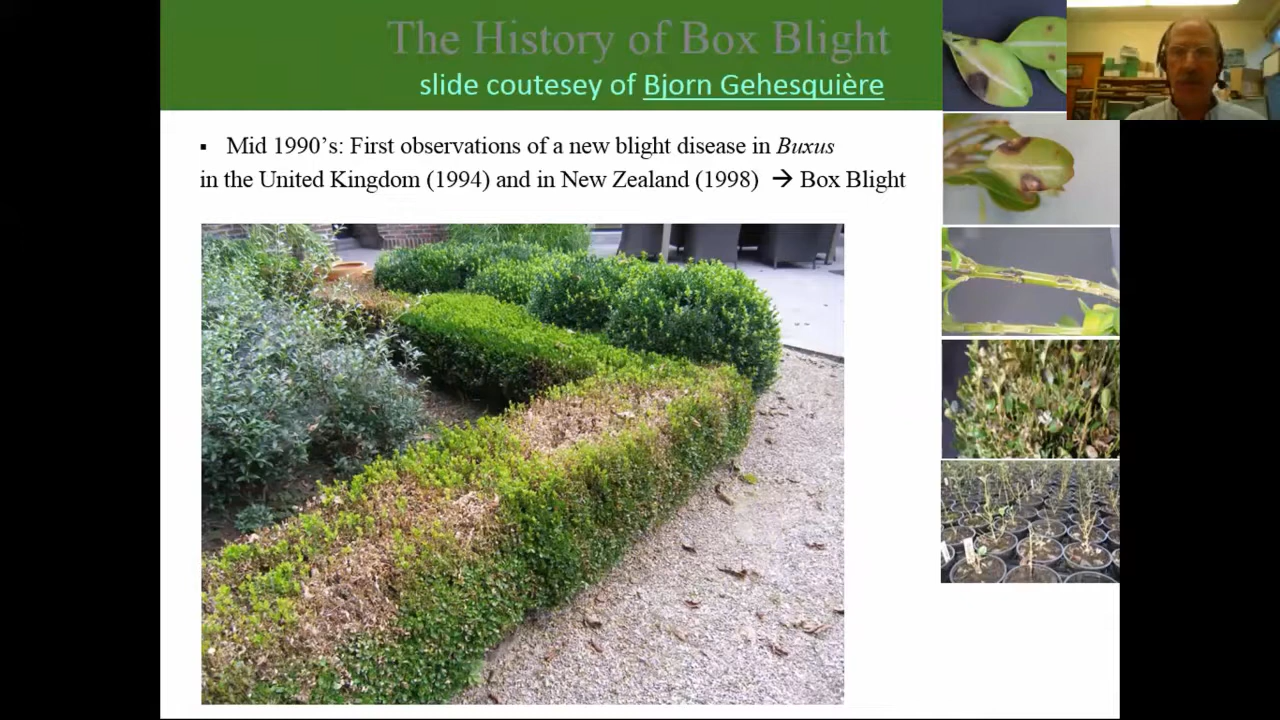 The History of Box Blight
slide coutesey of Bjorn Gehesquière
▪ Mid 1990's: First observations of a new blight disease in Buxus
in the United Kingdom (1994) and in New Zealand (1998) → Box Blight